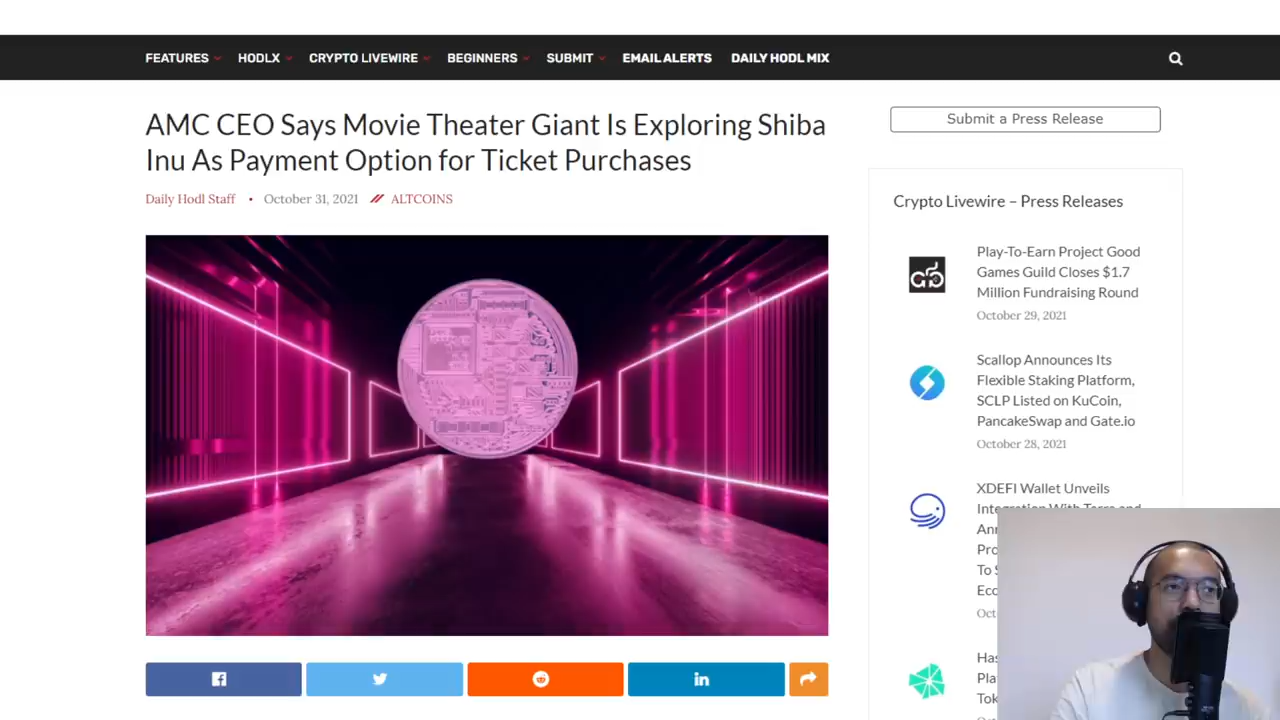 FEATURES HODLX CRYPTO LIVEWIRE BEGINNERS SUBMIT EMAIL ALERTS DAILY HODL MIX
AMC CEO Says Movie Theater Giant Is Exploring Shiba
Inu As Payment Option for Ticket Purchases
Daily Hodl Staff • October 31, 2021 // ALTCOINS
Submit a Press Release
Crypto Livewire – Press Releases
Play-To-Earn Project Good
Games Guild Closes $1.7
Million Fundraising Round
October 29, 2021
Scallop Announces Its
Flexible Staking Platform,
SCLP Listed on KuCoin,
PancakeSwap and Gate.io
October 28, 2021
XDEFI Wallet Unveils